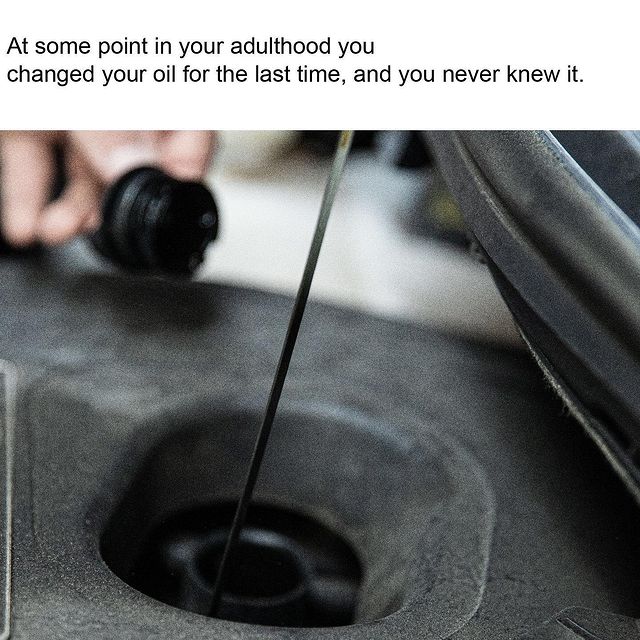 At some point in your adulthood you
changed your oil for the last time, and you never knew it.